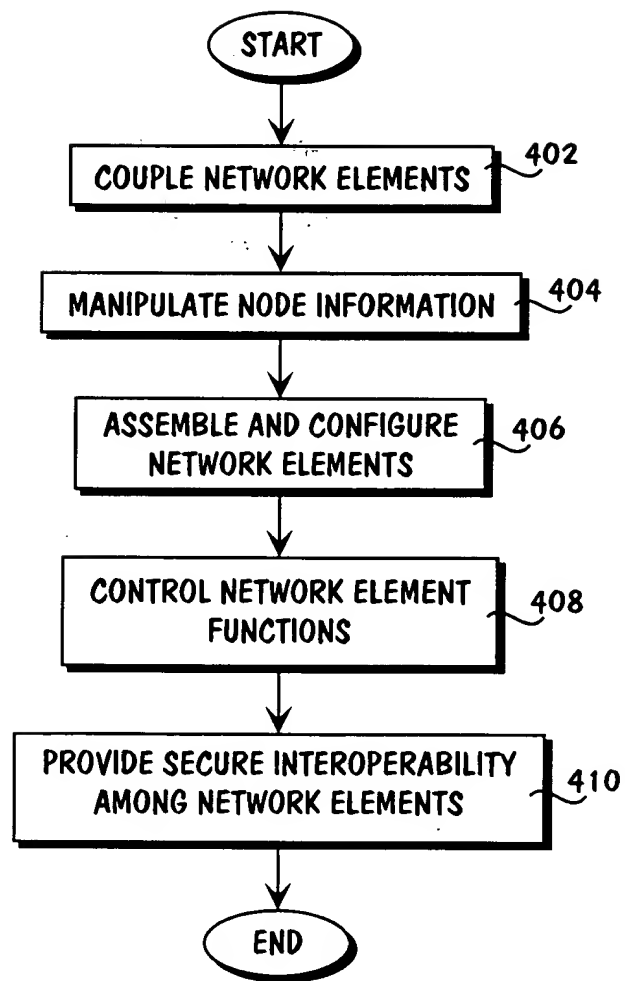 START
COUPLE NETWORK ELEMENTS
402
MANIPULATE NODE INFORMATION
404
ASSEMBLE AND CONFIGURE
NETWORK ELEMENTS
406
CONTROL NETWORK ELEMENT
FUNCTIONS
408
PROVIDE SECURE INTEROPERABILITY
AMONG NETWORK ELEMENTS
410
END